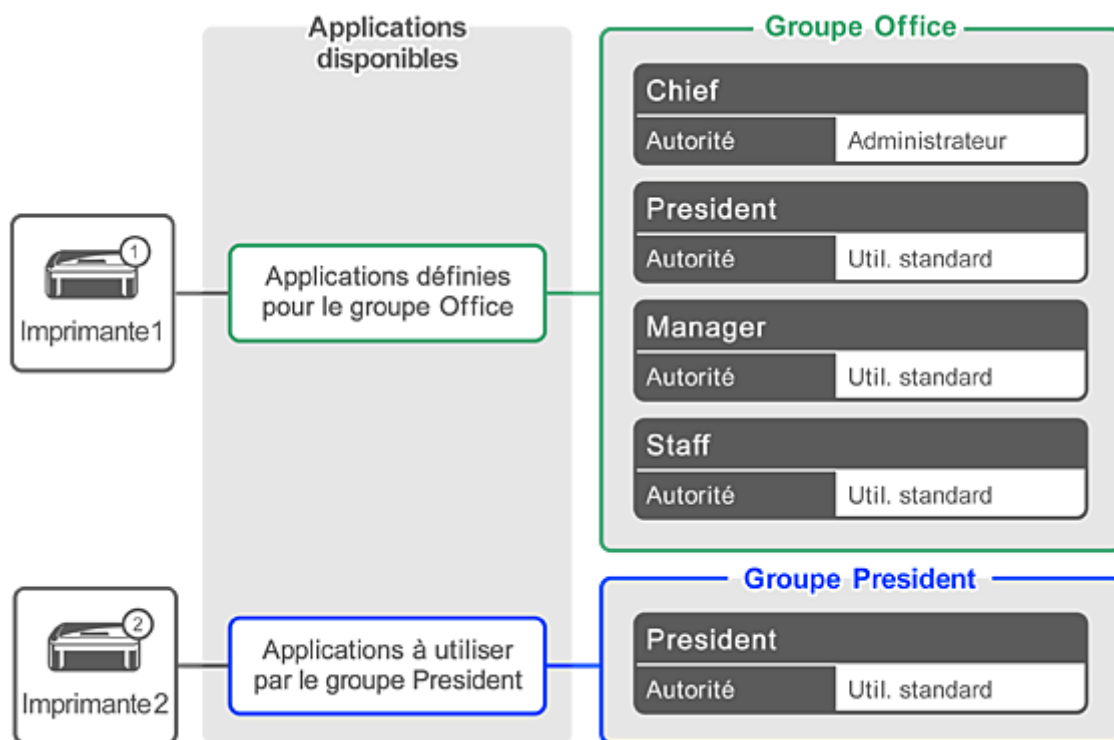 Applications
disponibles
Groupe Office
Chief
Autorité Administrateur
President
Autorité Util. standard
Manager
Autorité Util. standard
Staff
Autorité Util. standard
1
Imprimante1
Applications définies
pour le groupe Office
Groupe President
President
Autorité Util. standard
2
Imprimante2
Applications à utiliser
par le groupe President